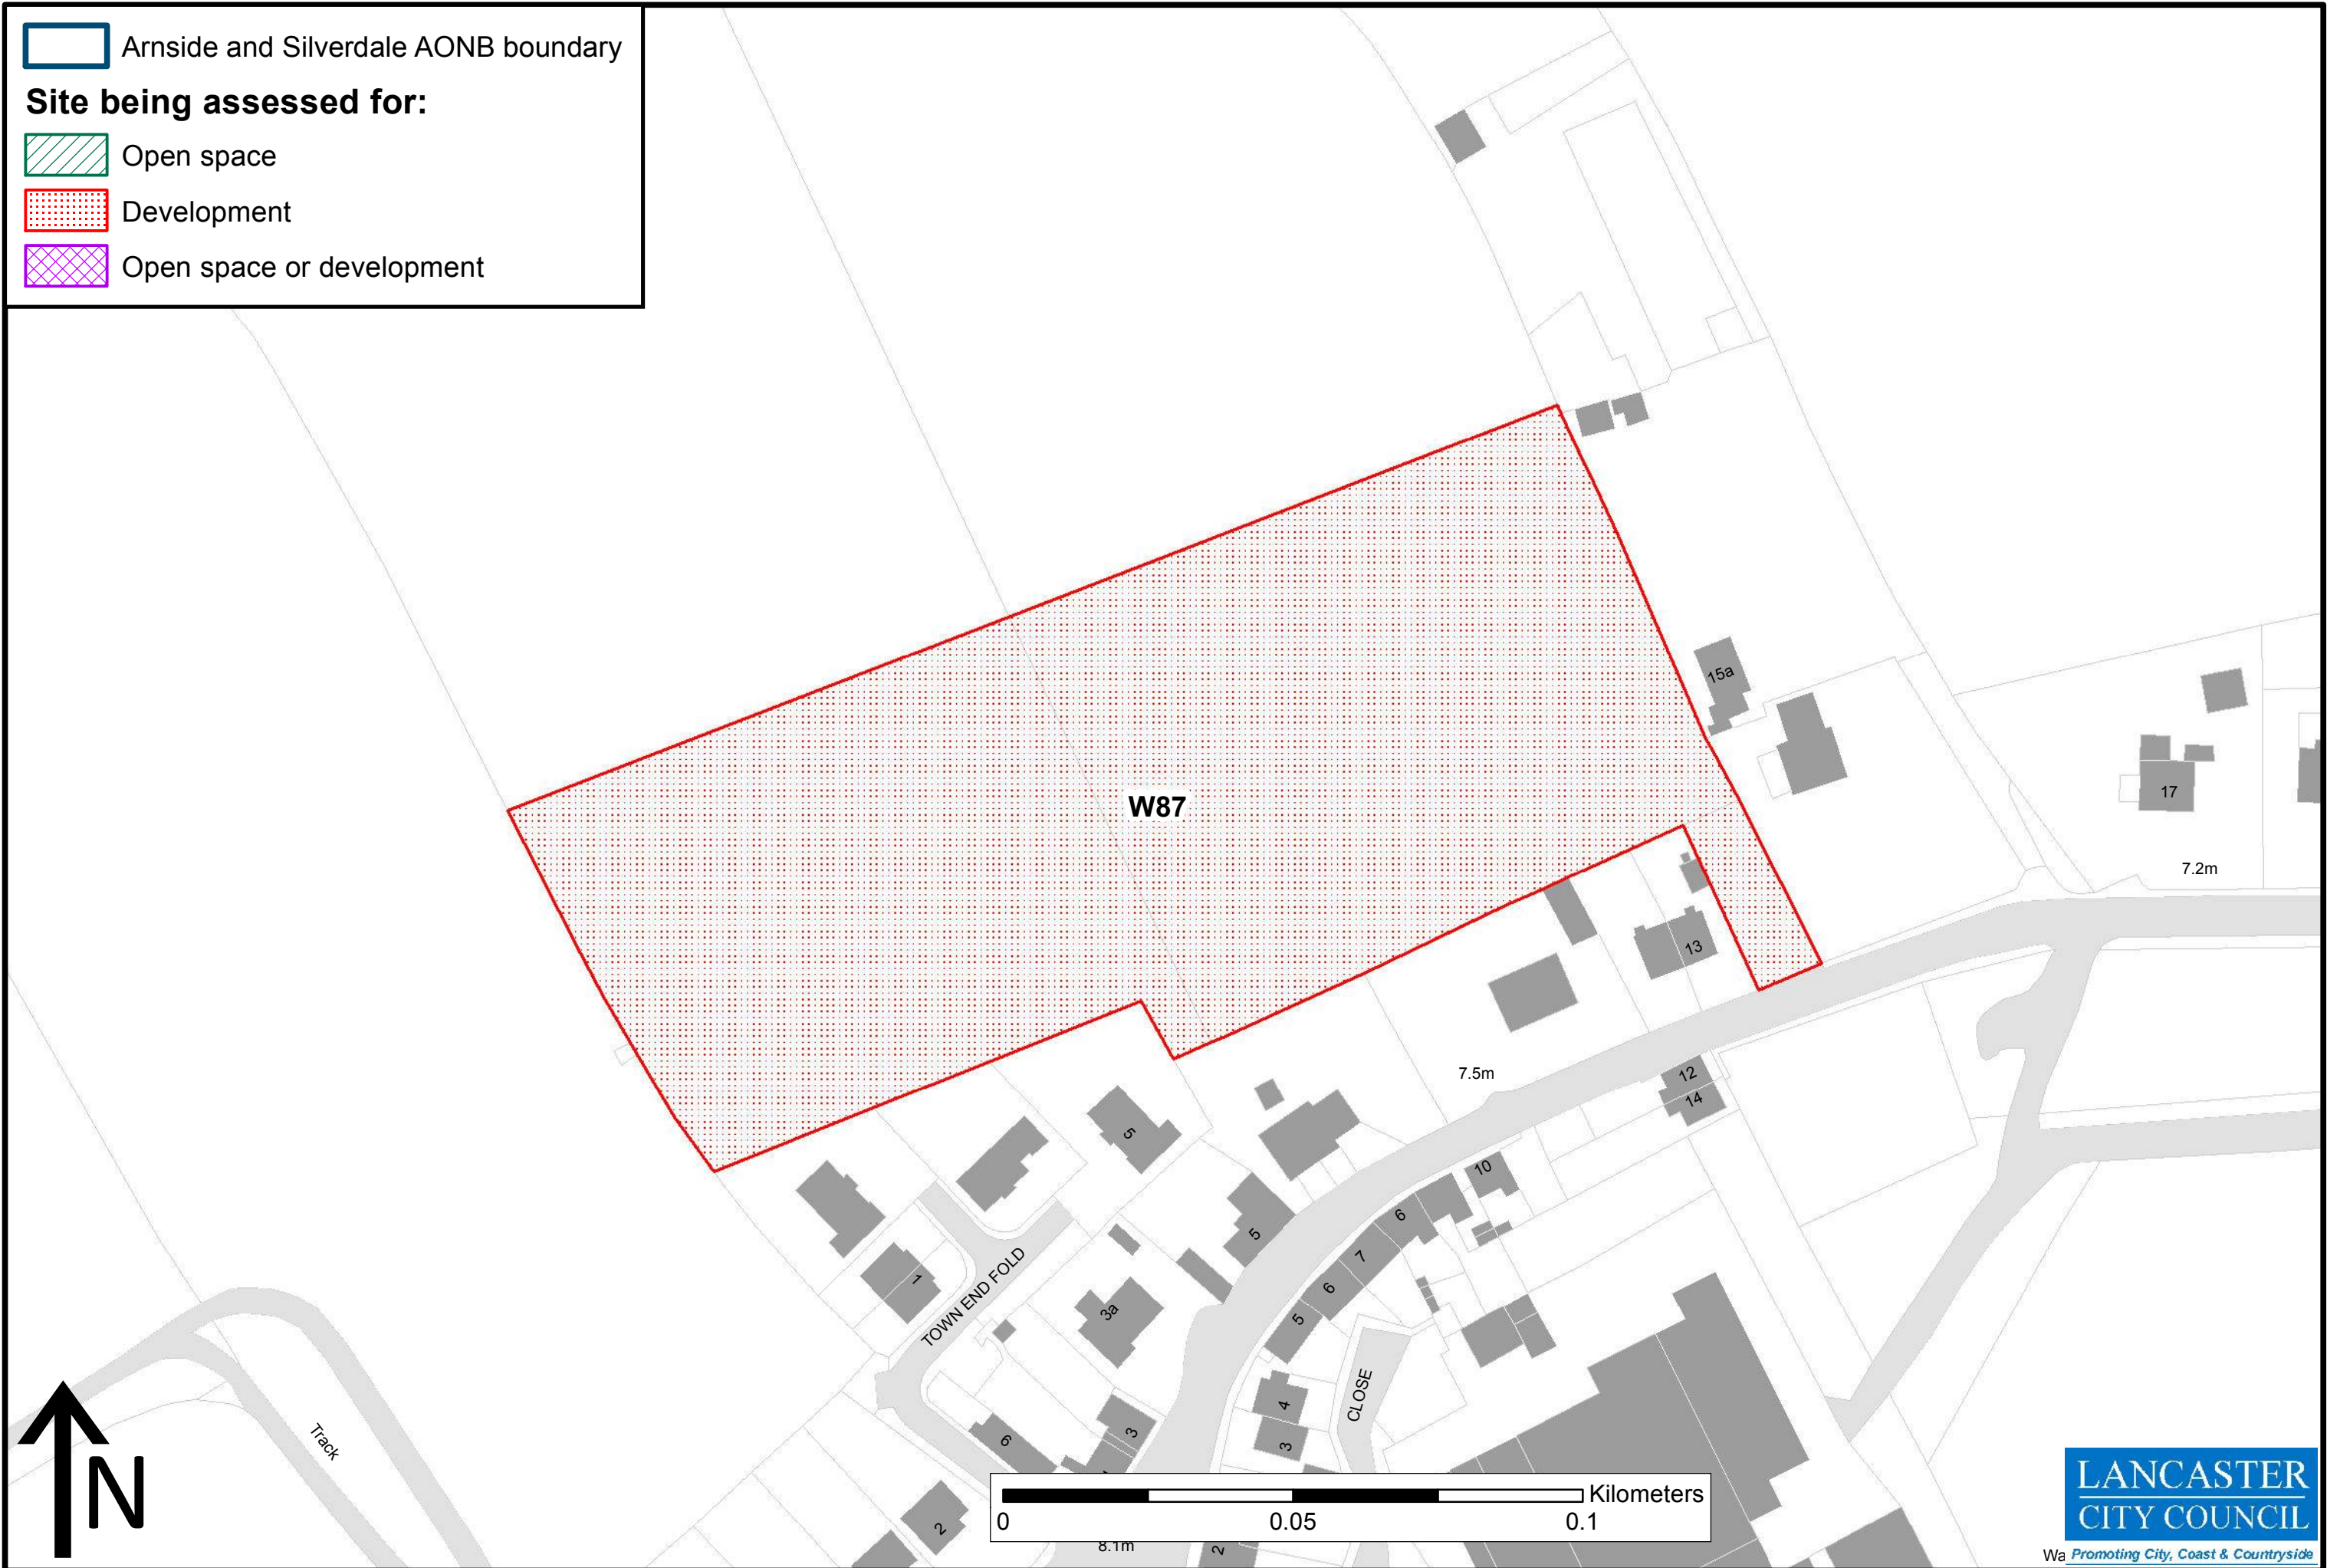 Arnside and Silverdale AONB boundary
Site being assessed for:
Open space
Development
Open space or development
15a
W87
17
7.2m
13
7.5m
12
14
5
10
5
6
7
1
TOWN END FOLD
3a
6
5
4
CLOSE
3
3
6
Track
2
N
Kilometers
0
0.05
0.1
8.1m
2
LANCASTER
CITY COUNCIL
Promoting City, Coast & Countryside